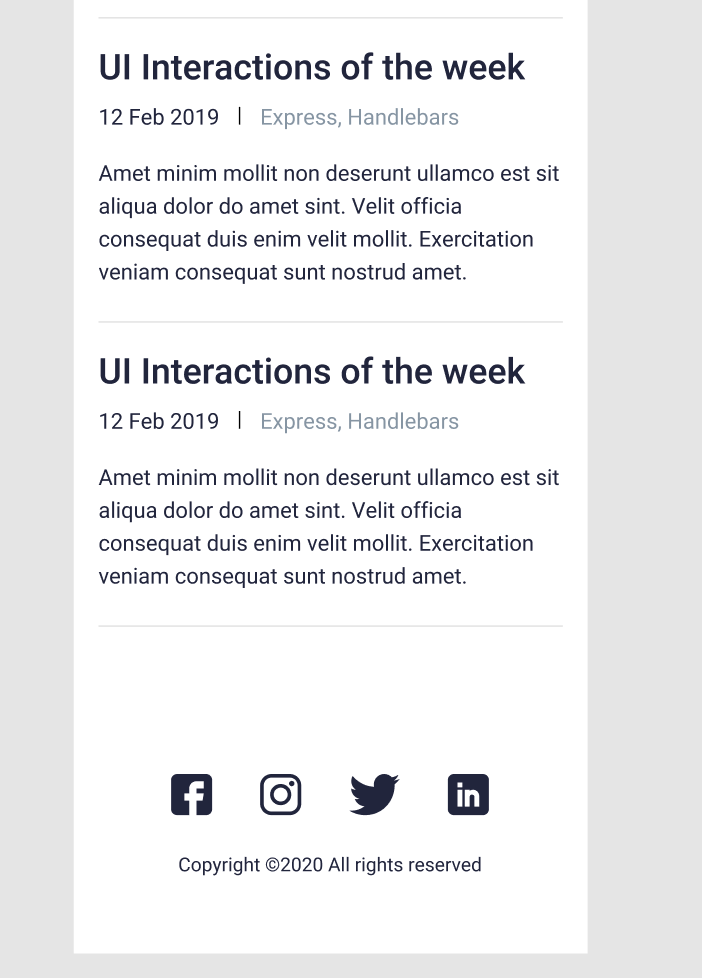 UI Interactions of the week
12 Feb 2019 | Express, Handlebars
Amet minim mollit non deserunt ullamco est sit
aliqua dolor do amet sint. Velit officia
consequat duis enim velit mollit. Exercitation
veniam consequat sunt nostrud amet.
UI Interactions of the week
12 Feb 2019 | Express, Handlebars
Amet minim mollit non deserunt ullamco est sit
aliqua dolor do amet sint. Velit officia
consequat duis enim velit mollit. Exercitation
veniam consequat sunt nostrud amet.
f in
Copyright ©2020 All rights reserved